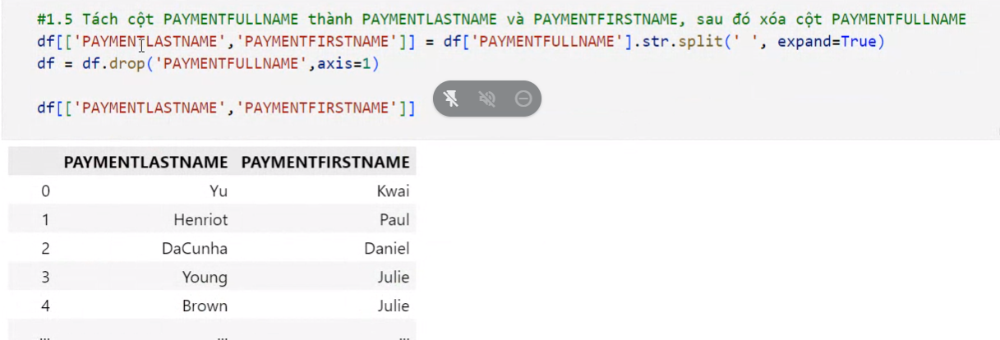 #1.5 Tách cột PAYMENTFULLNAME thành PAYMENTLASTNAME và PAYMENTFIRSTNAME, sau đó xóa cột PAYMENTFULLNAME
df[['PAYMENTLASTNAME','PAYMENTFIRSTNAME']] = df['PAYMENTFULLNAME'].str.split(' ', expand=True)
df = df.drop('PAYMENTFULLNAME',axis=1)
df[['PAYMENTLASTNAME','PAYMENTFIRSTNAME']]
PAYMENTLASTNAME PAYMENTFIRSTNAME
0 Yu Kwai
1 Henriot Paul
2 DaCunha Daniel
3 Young Julie
4 Brown Julie
... ... ...